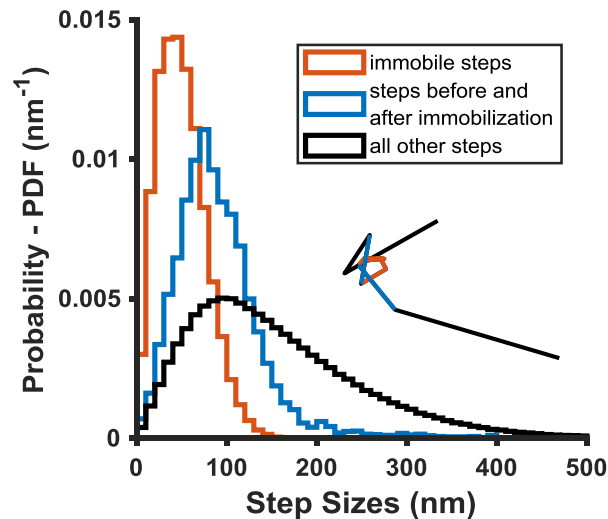 0.015
0.01
0.005
0
Probability - PDF (nm⁻¹)
immobile steps
steps before and
after immobilization
all other steps
0 100 200 300 400 500
Step Sizes (nm)